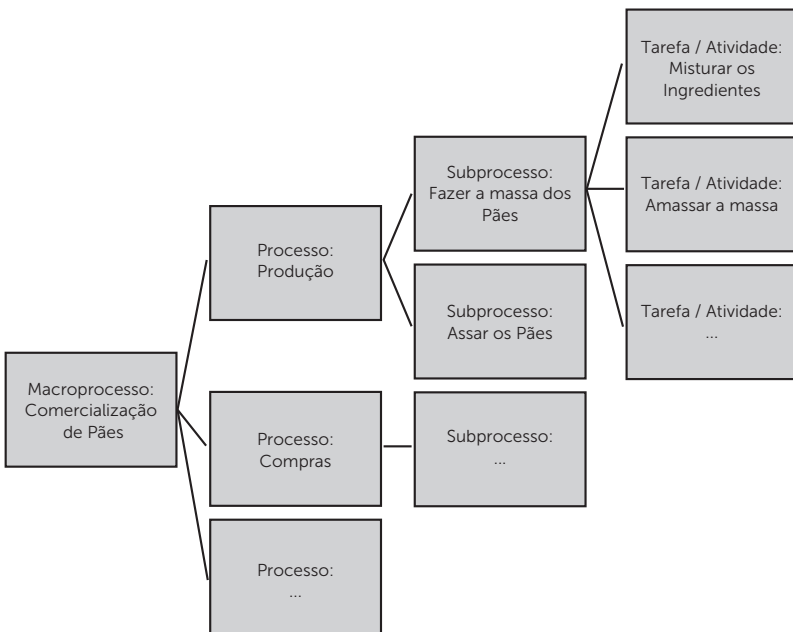 Macroprocesso:
Comercialização
de Pães
Processo:
Produção
Processo:
Compras
Processo:
...
Subprocesso:
Fazer a massa dos
Pães
Subprocesso:
Assar os Pães
Subprocesso:
...
Tarefa / Atividade:
Misturar os
Ingredientes
Tarefa / Atividade:
Amassar a massa
Tarefa / Atividade:
...